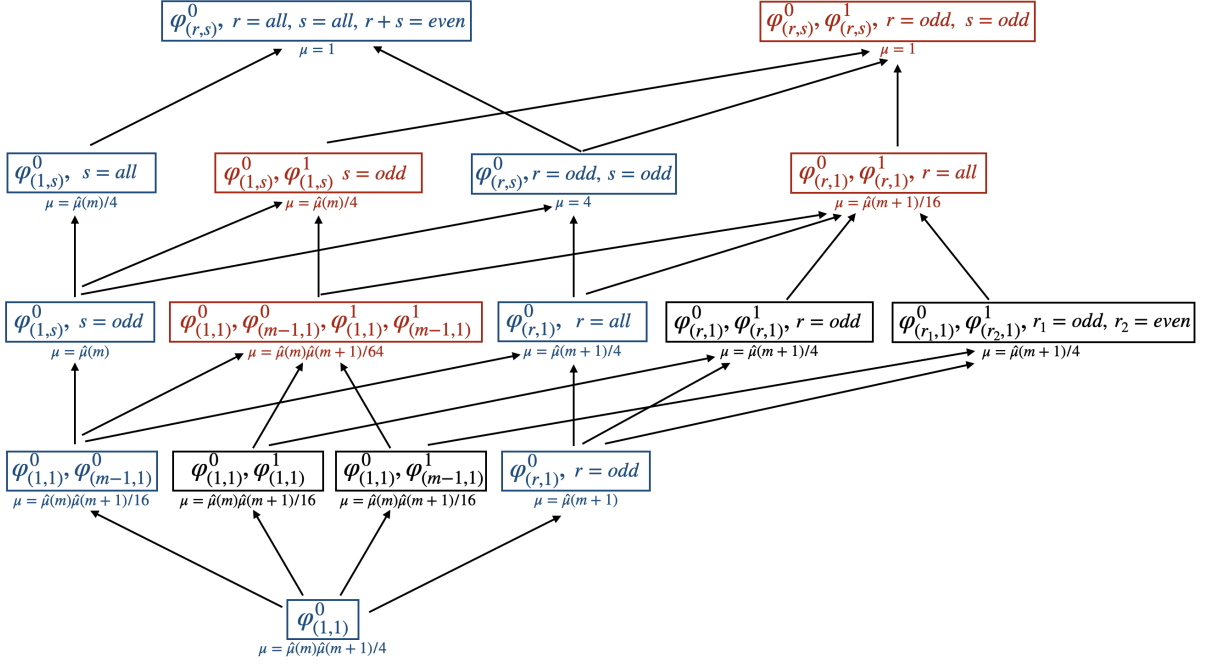 φ^0_{(r,s)}, r = all, s = all, r + s = even
μ = 1
φ^0_{(r,s)}, φ^1_{(r,s)}, r = odd, s = odd
μ = 1
φ^0_{(1,s)}, s = all
μ = μ̂(m)/4
φ^0_{(1,s)}, φ^1_{(1,s)} s = odd
μ = μ̂(m)/4
φ^0_{(r,s)}, r = odd, s = odd
μ = 4
φ^0_{(r,1)}, φ^1_{(r,1)}, r = all
μ = μ̂(m + 1)/16
φ^0_{(1,s)}, s = odd
μ = μ̂(m)
φ^0_{(1,1)}, φ^0_{(m−1,1)}, φ^1_{(1,1)}, φ^1_{(m−1,1)}
μ = μ̂(m)μ̂(m + 1)/64
φ^0_{(r,1)}, r = all
μ = μ̂(m + 1)/4
φ^0_{(r,1)}, φ^1_{(r,1)}, r = odd
μ = μ̂(m + 1)/4
φ^0_{(r_1,1)}, φ^1_{(r_2,1)}, r_1 = odd, r_2 = even
μ = μ̂(m + 1)/4
φ^0_{(1,1)}, φ^0_{(m−1,1)}
μ = μ̂(m)μ̂(m + 1)/16
φ^0_{(1,1)}, φ^1_{(1,1)}
μ = μ̂(m)μ̂(m + 1)/16
φ^0_{(1,1)}, φ^1_{(m−1,1)}
μ = μ̂(m)μ̂(m + 1)/16
φ^0_{(r,1)}, r = odd
μ = μ̂(m + 1)
φ^0_{(1,1)}
μ = μ̂(m)μ̂(m + 1)/4